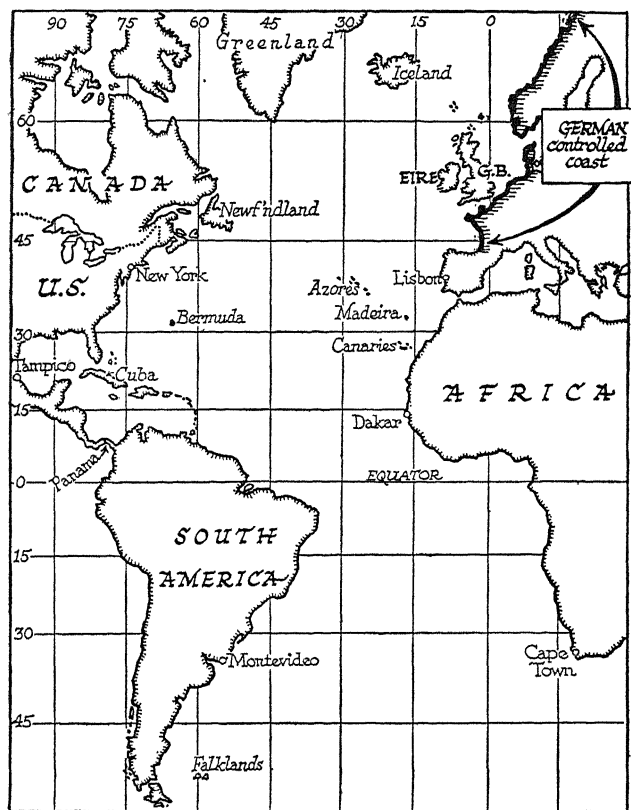 90 75 45 30 15 0 15
Greenland
Iceland
60
GERMAN
controlled
coast
EIRE
G.B.
CANADA
Newf'ndland
45
New York
Lisbon
U.S.
Azores
Bermuda
Madeira
30
Canaries
Tampico
Cuba
AFRICA
15
Dakar
Panama
EQUATOR
0
SOUTH
AMERICA
15
30
Cape
Town
Montevideo
45
Falklands